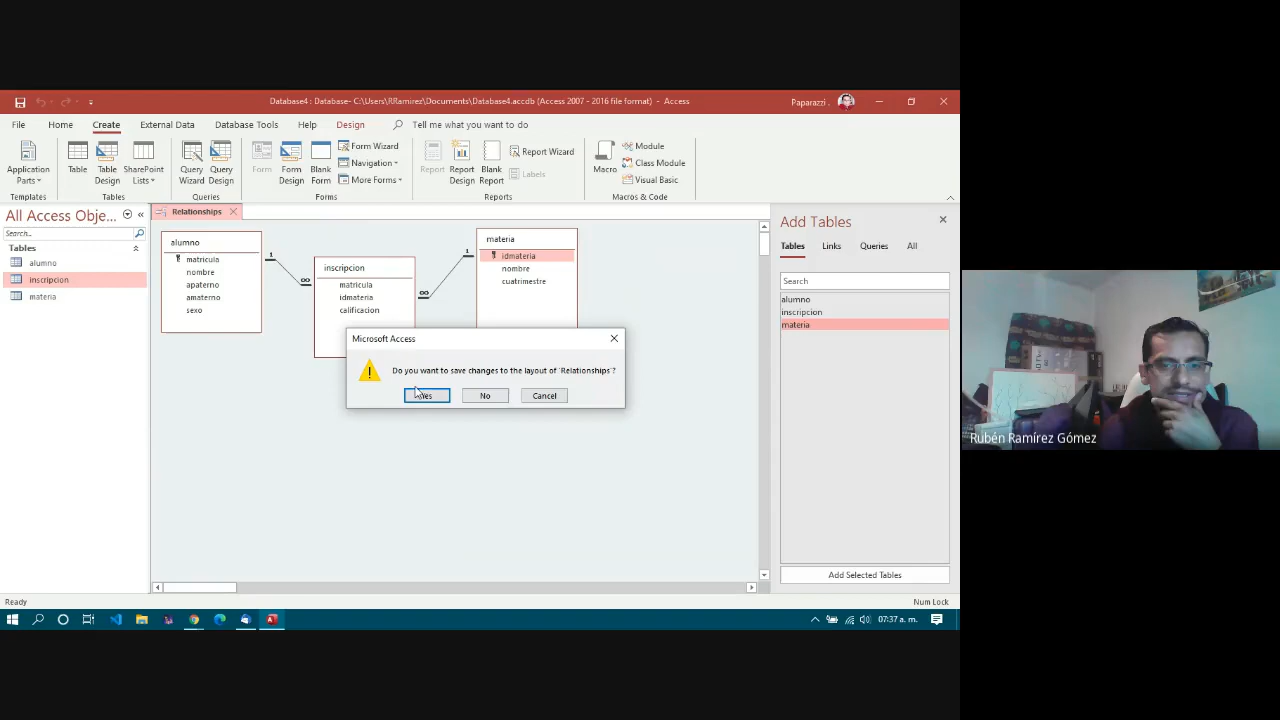 Database4 : Database- C:\Users\RRamirez\Documents\Database4.accdb (Access 2007 - 2016 file format) - Access
Paparazzi .
File Home Create External Data Database Tools Help Design Tell me what you want to do
Application Parts
Table
Table Design
SharePoint Lists
Query Wizard
Query Design
Form
Form Design
Blank Form
Form Wizard
Navigation
More Forms
Report
Report Design
Blank Report
Report Wizard
Labels
Macro
Module
Class Module
Visual Basic
Templates Tables Queries Forms Reports Macros & Code
All Access Obje...
Search...
Tables
alumno
inscripcion
materia
Relationships
alumno
matricula
nombre
apaterno
amaterno
sexo
1
∞
inscripcion
matricula
idmateria
calificacion
∞
1
materia
idmateria
nombre
cuatrimestre
Microsoft Access
Do you want to save changes to the layout of 'Relationships'?
Yes No Cancel
Add Tables
Tables Links Queries All
Search
alumno
inscripcion
materia
Add Selected Tables
Ready
Num Lock
07:37 a. m.
Rubén Ramírez Gómez